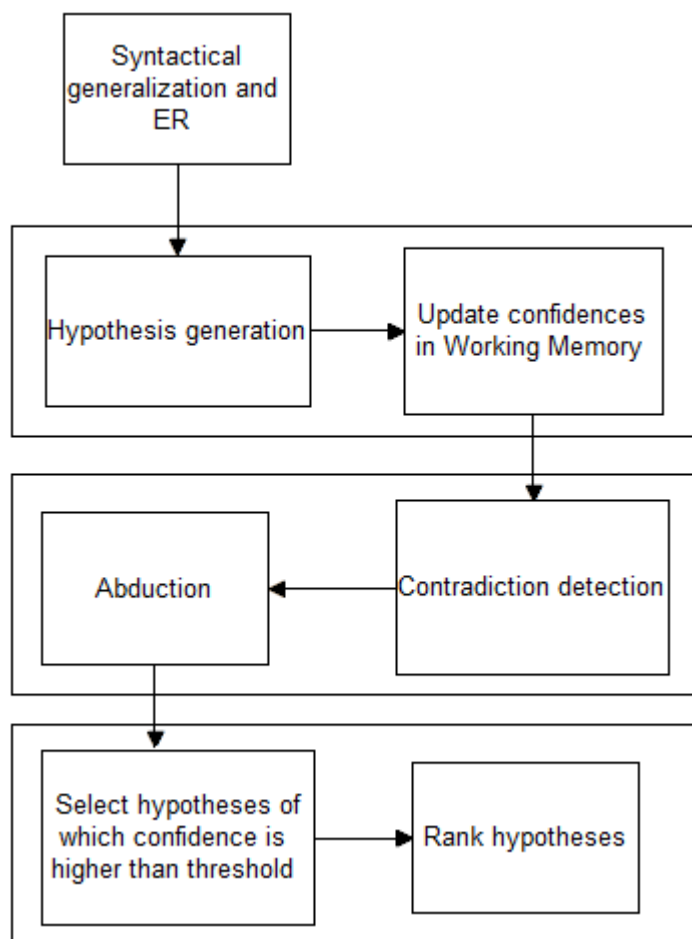 Syntactical
generalization and
ER
Hypothesis generation
Update confidences
in Working Memory
Abduction
Contradiction detection
Select hypotheses of
which confidence is
higher than threshold
Rank hypotheses